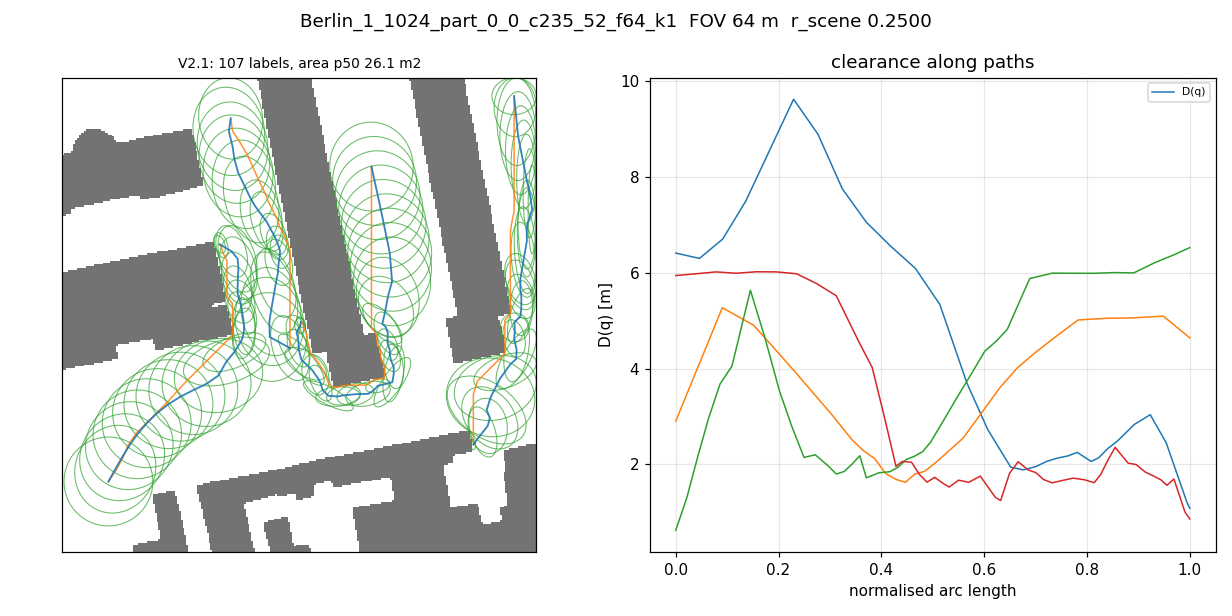 Berlin_1_1024_part_0_0_c235_52_f64_k1 FOV 64 m r_scene 0.2500
V2.1: 107 labels, area p50 26.1 m2
clearance along paths
D(q)
10
8
6
4
2
D(q) [m]
0.0 0.2 0.4 0.6 0.8 1.0
normalised arc length